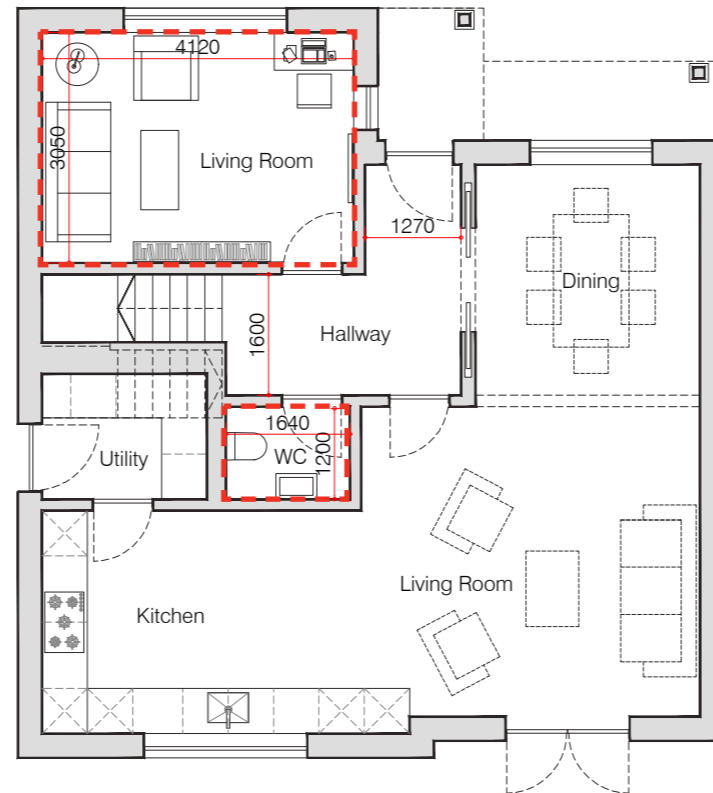 4120
3050
Living Room
1270
Dining
1600
Hallway
1640
1200
WC
Utility
Living Room
Kitchen